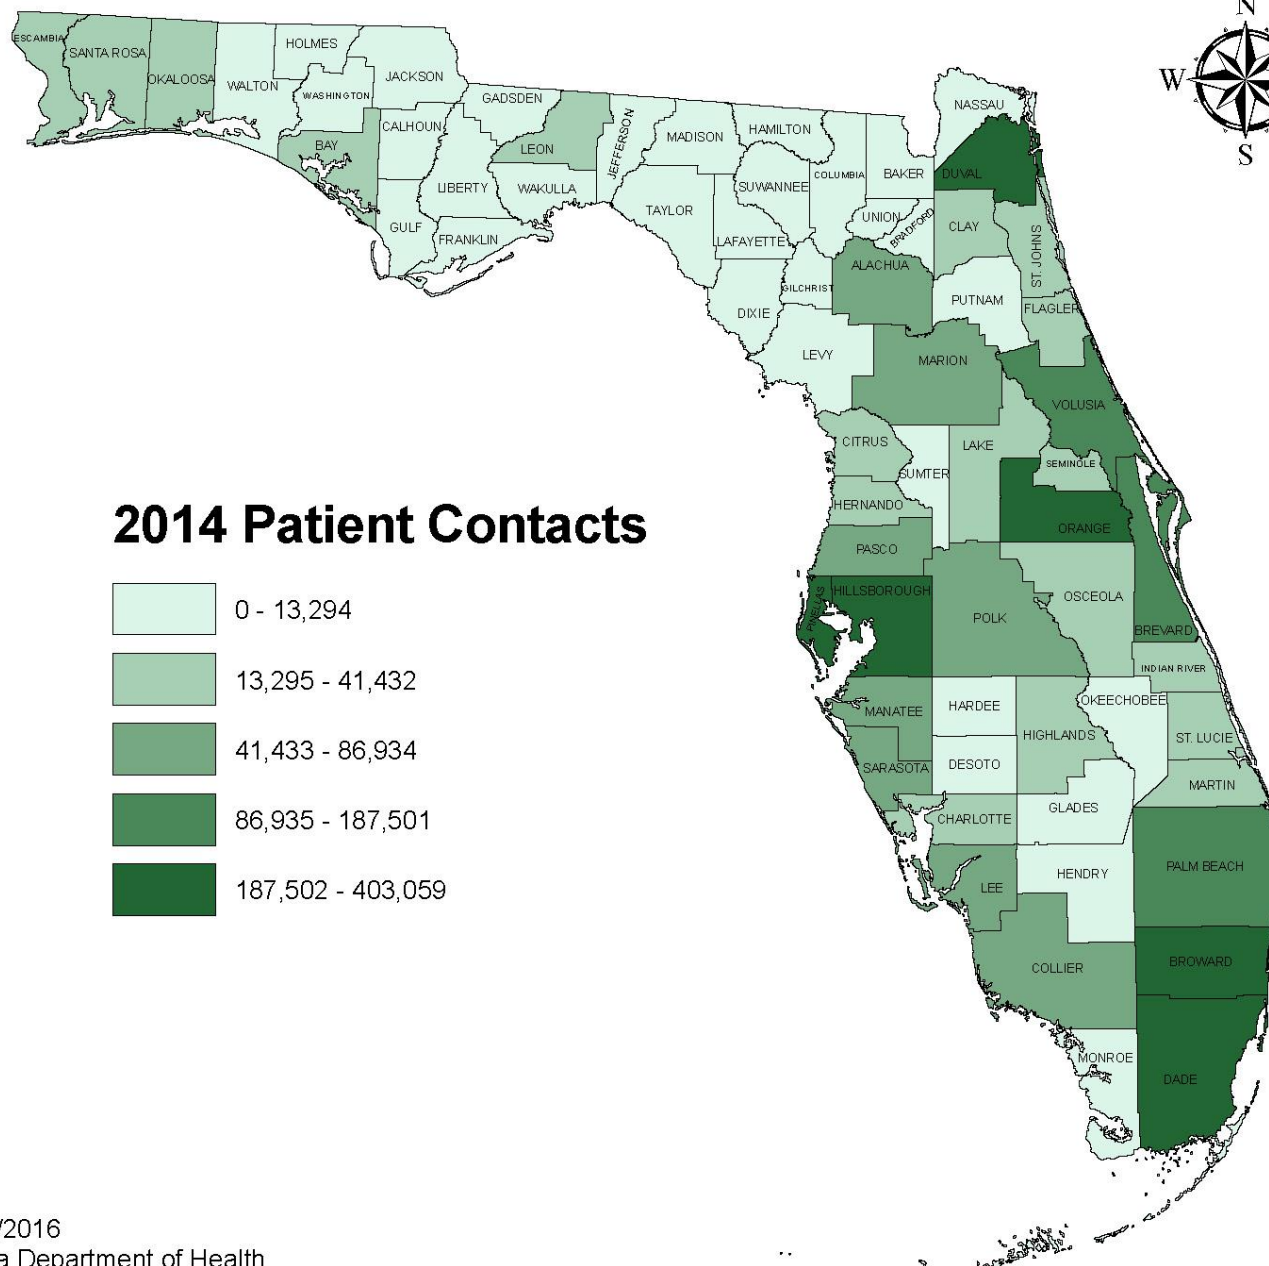 N
W
S
ESCAMBIA
SANTA ROSA
OKALOOSA
WALTON
HOLMES
WASHINGTON
JACKSON
BAY
CALHOUN
GULF
GADSDEN
LIBERTY
FRANKLIN
LEON
WAKULLA
JEFFERSON
MADISON
TAYLOR
HAMILTON
SUWANNEE
LAFAYETTE
DIXIE
COLUMBIA
GILCHRIST
LEVY
BAKER
UNION
BRADFORD
ALACHUA
NASSAU
DUVAL
CLAY
ST. JOHNS
PUTNAM
FLAGLER
MARION
VOLUSIA
CITRUS
SUMTER
LAKE
SEMINOLE
HERNANDO
ORANGE
PASCO
PINELLAS
HILLSBOROUGH
POLK
OSCEOLA
BREVARD
INDIAN RIVER
MANATEE
HARDEE
HIGHLANDS
OKEECHOBEE
ST. LUCIE
SARASOTA
DESOTO
MARTIN
CHARLOTTE
GLADES
LEE
HENDRY
PALM BEACH
COLLIER
BROWARD
MONROE
DADE
2014 Patient Contacts
0 - 13,294
13,295 - 41,432
41,433 - 86,934
86,935 - 187,501
187,502 - 403,059
/2016
a Department of Health